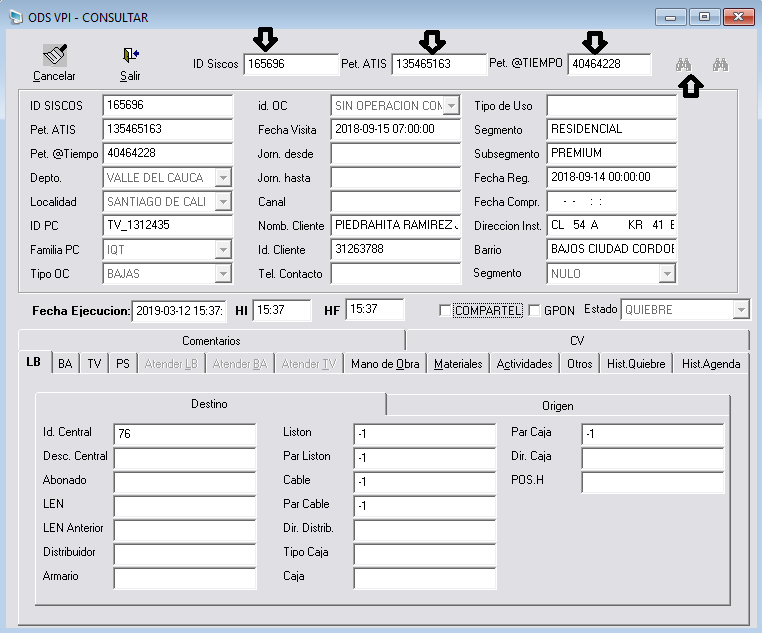 ODS VPI - CONSULTAR
Cancelar
Salir
ID Siscos 165696 Pet. ATIS 135465163 Pet. @TIEMPO 40464228
ID SISCOS 165696 id. OC SIN OPERACION COM Tipo de Uso
Pet. ATIS 135465163 Fecha Visita 2018-09-15 07:00:00 Segmento RESIDENCIAL
Pet. @Tiempo 40464228 Jorn. desde Subsegmento PREMIUM
Depto. VALLE DEL CAUCA Jorn. hasta Fecha Reg. 2018-09-14 00:00:00
Localidad SANTIAGO DE CALI Canal Fecha Compr. - - : :
ID PC TV_1312435 Nomb. Cliente PIEDRAHITA RAMIREZ Direccion Inst. CL 54 A KR 41 E
Familia PC IQT Id. Cliente 31263788 Barrio BAJOS CIUDAD CORDOB
Tipo OC BAJAS Tel. Contacto Segmento NULO
Fecha Ejecucion: 2019-03-12 15:37: HI 15:37 HF 15:37 COMPARTEL GPON Estado QUIEBRE
Comentarios CV
LB BA TV PS Atender LB Atender BA Atender TV Mano de Obra Materiales Actividades Otros Hist.Quiebre Hist.Agenda
Destino Origen
Id. Central 76 Liston -1 Par Caja -1
Desc. Central Par Liston -1 Dir. Caja
Abonado Cable -1 POS.H
LEN Par Cable -1
LEN Anterior Dir. Distrib.
Distribuidor Tipo Caja
Armario Caja